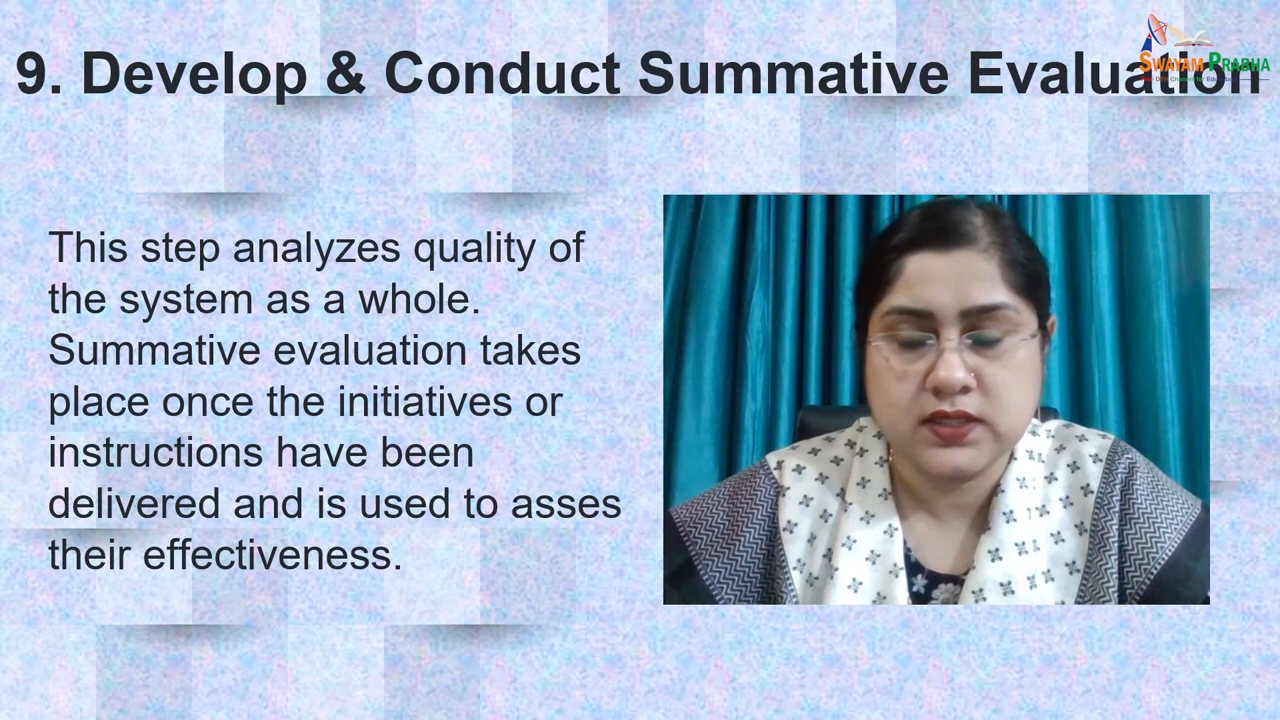 9. Develop & Conduct Summative Evaluation
SWAYAM PRABHA
This step analyzes quality of
the system as a whole.
Summative evaluation takes
place once the initiatives or
instructions have been
delivered and is used to asses
their effectiveness.